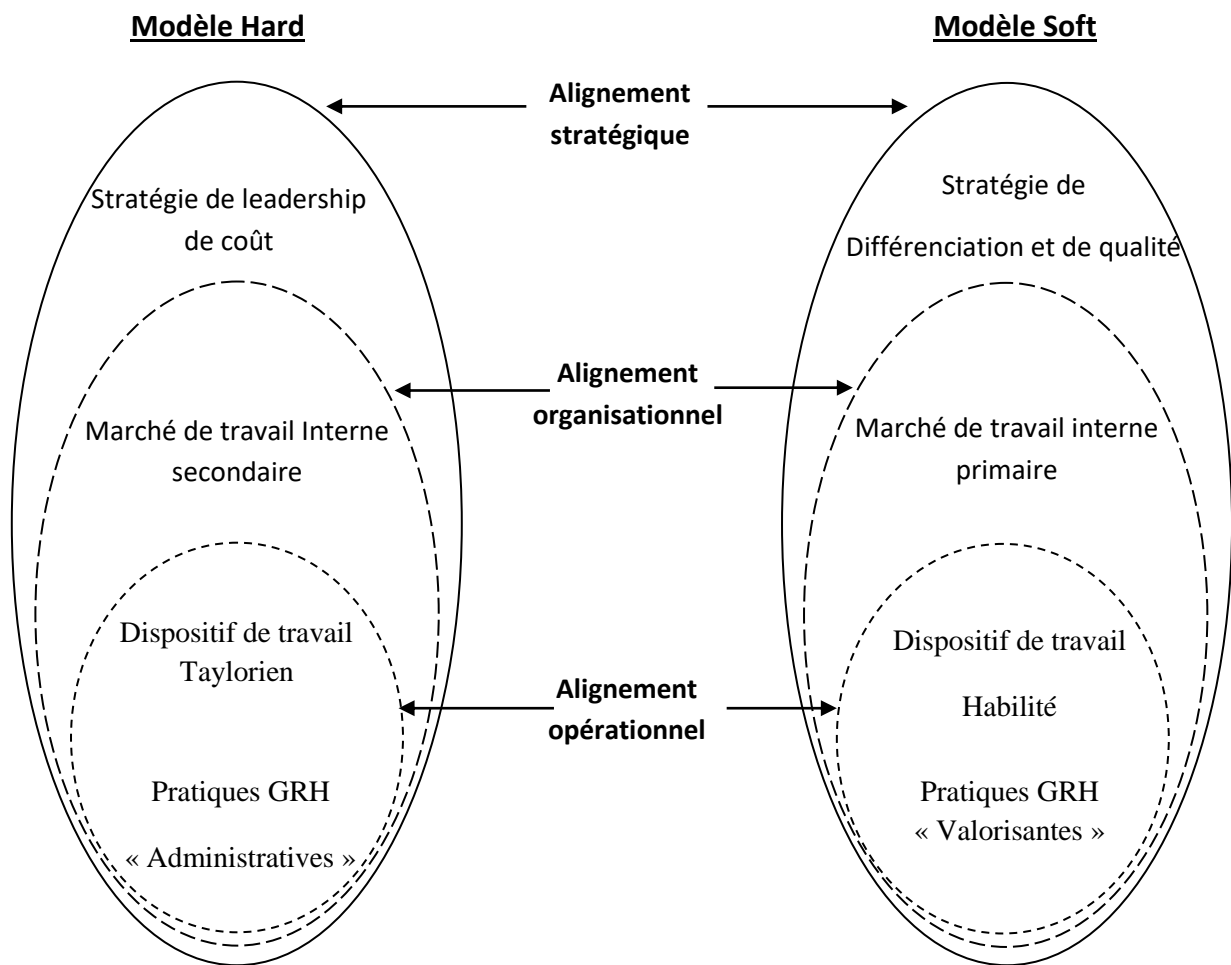 Modèle Hard
Modèle Soft
Alignement
stratégique
Stratégie de leadership
de coût
Stratégie de
Différenciation et de qualité
Alignement
organisationnel
Marché de travail Interne
secondaire
Marché de travail interne
primaire
Dispositif de travail
Taylorien
Dispositif de travail
Habilité
Alignement
opérationnel
Pratiques GRH
« Administratives »
Pratiques GRH
« Valorisantes »